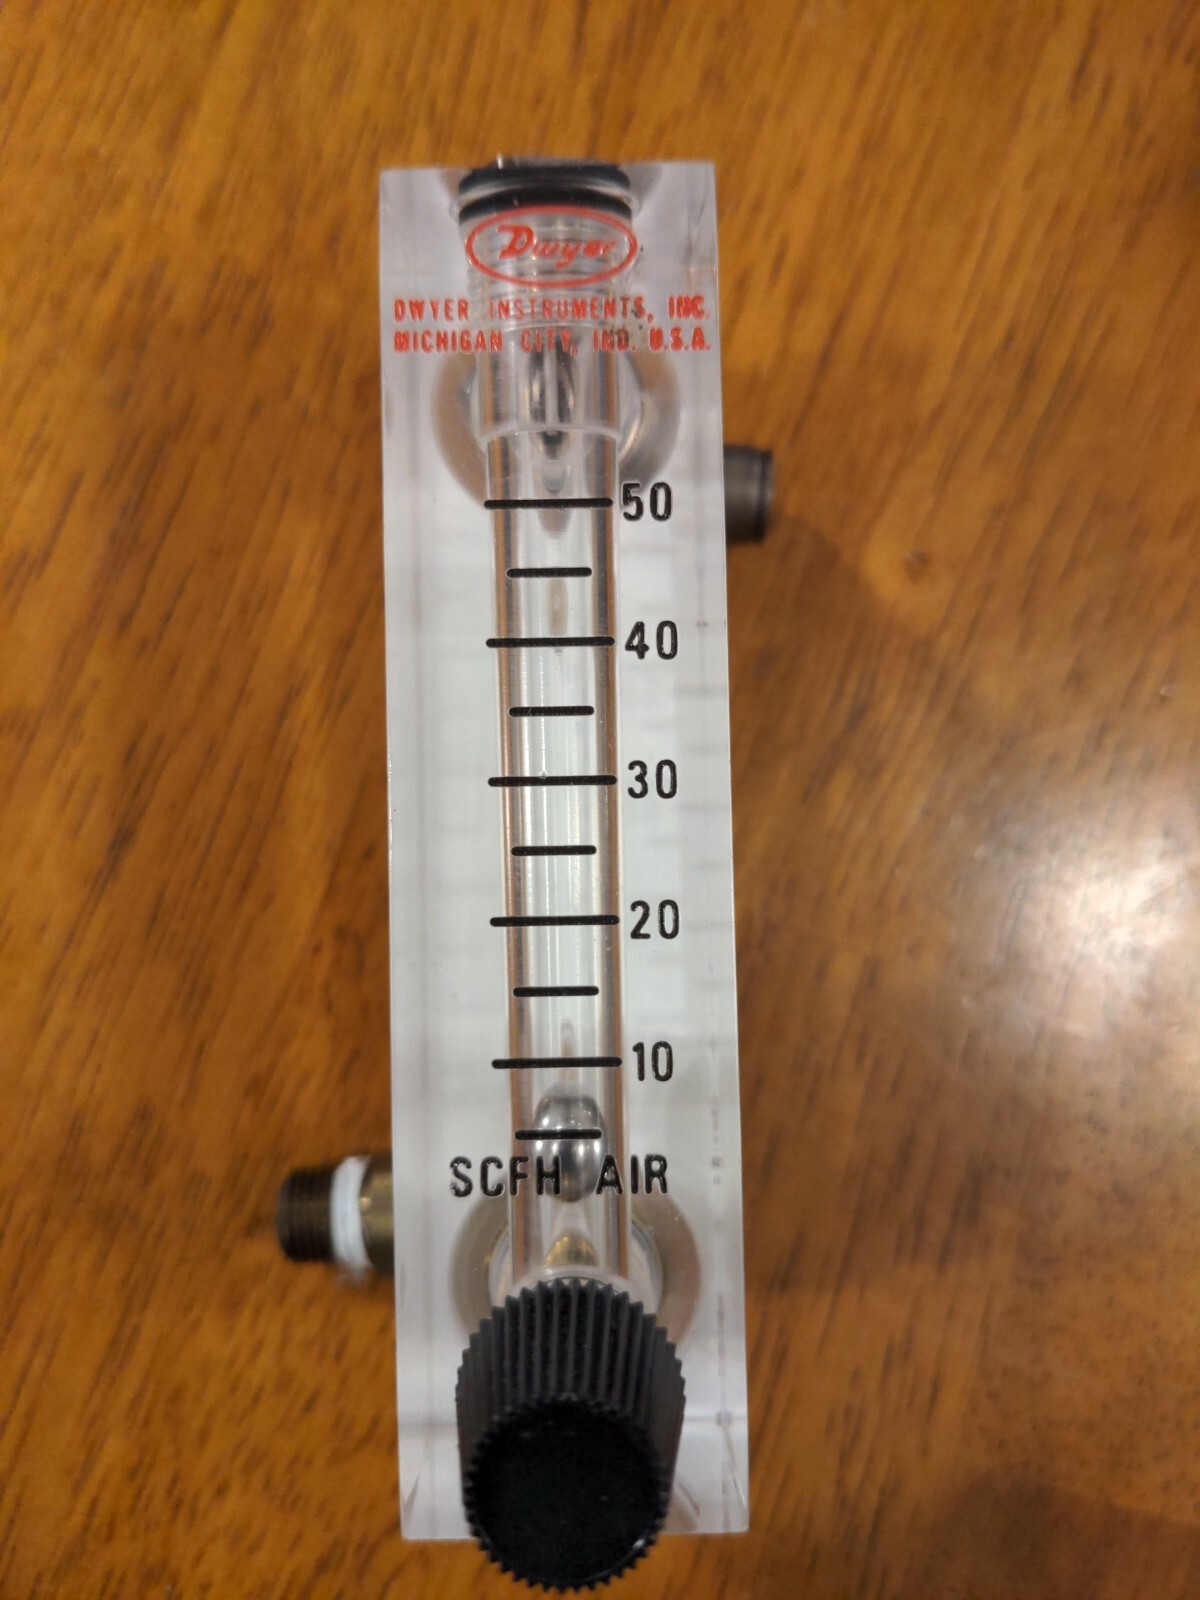 Dwyer
DWYER INSTRUMENTS, INC.
MICHIGAN CITY, IND. U.S.A.
50
40
30
20
10
SCFH AIR